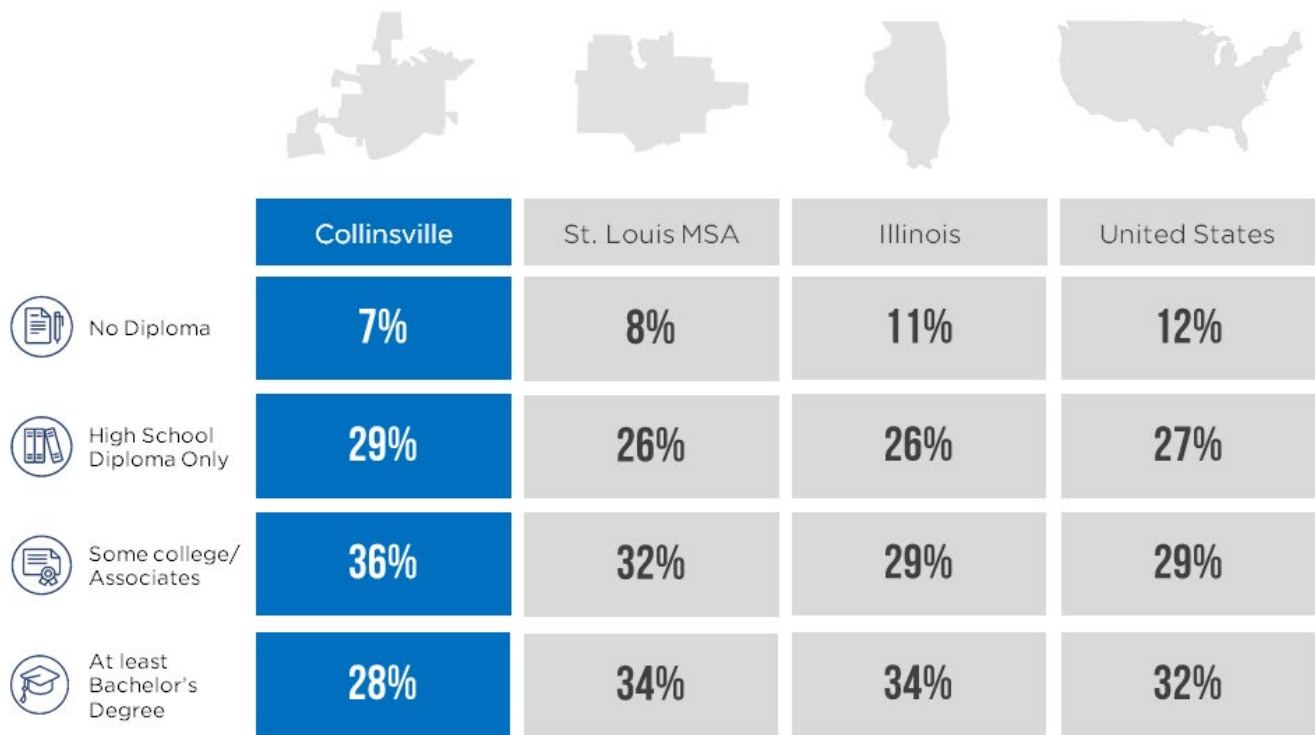 Collinsville St. Louis MSA Illinois United States
No Diploma 7% 8% 11% 12%
High School
Diploma Only 29% 26% 26% 27%
Some college/
Associates 36% 32% 29% 29%
At least
Bachelor's
Degree 28% 34% 34% 32%